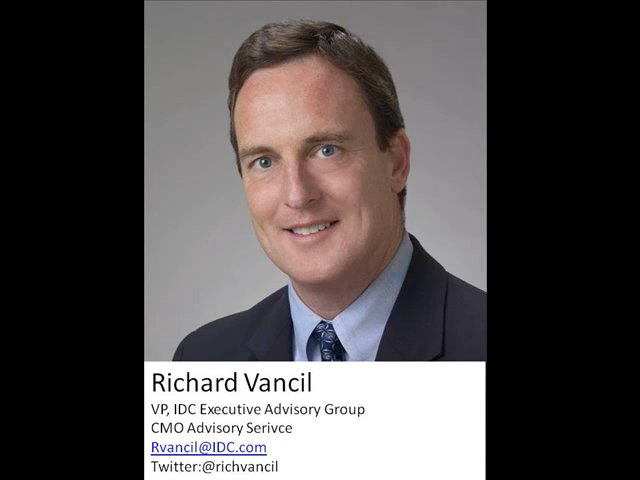 Richard Vancil
VP, IDC Executive Advisory Group
CMO Advisory Serivce
Rvancil@IDC.com
Twitter:@richvancil